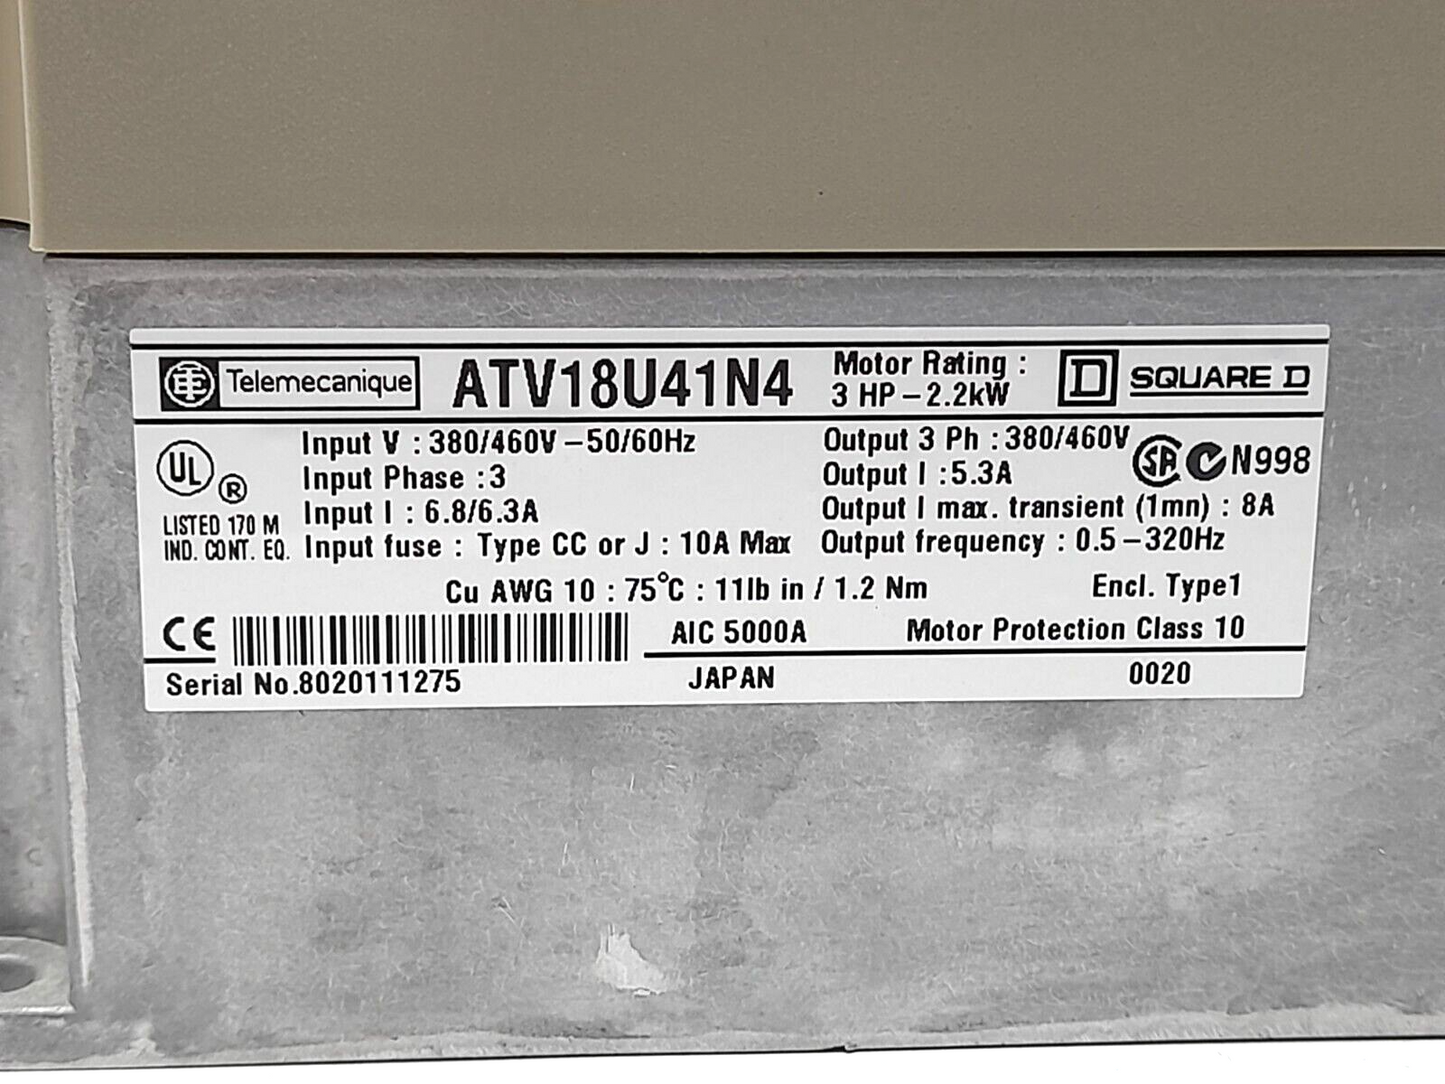 Telemecanique ATV18U41N4 Motor Rating : 3 HP – 2.2kW D SQUARE D
UL ® Input V : 380/460V – 50/60Hz Output 3 Ph : 380/460V SA C N998
Input Phase : 3 Output I : 5.3A
LISTED 170 M Input I : 6.8/6.3A Output I max. transient (1mn) : 8A
IND. CONT. EQ. Input fuse : Type CC or J : 10A Max Output frequency : 0.5 – 320Hz
Cu AWG 10 : 75°C : 11lb in / 1.2 Nm Encl. Type1
CE AIC 5000A Motor Protection Class 10
Serial No.8020111275 JAPAN 0020